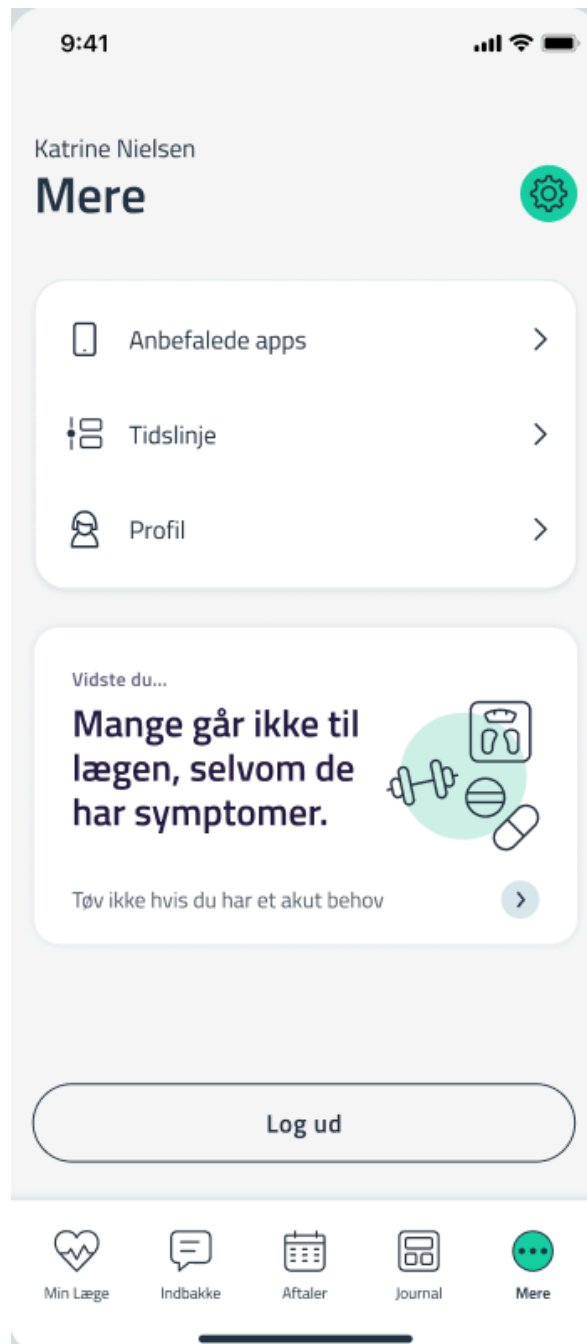 9:41
Katrine Nielsen
Mere
Anbefalede apps
Tidslinje
Profil
Vidste du...
Mange går ikke til
lægen, selvom de
har symptomer.
Tøv ikke hvis du har et akut behov
Log ud
Min Læge
Indbakke
Aftaler
Journal
Mere